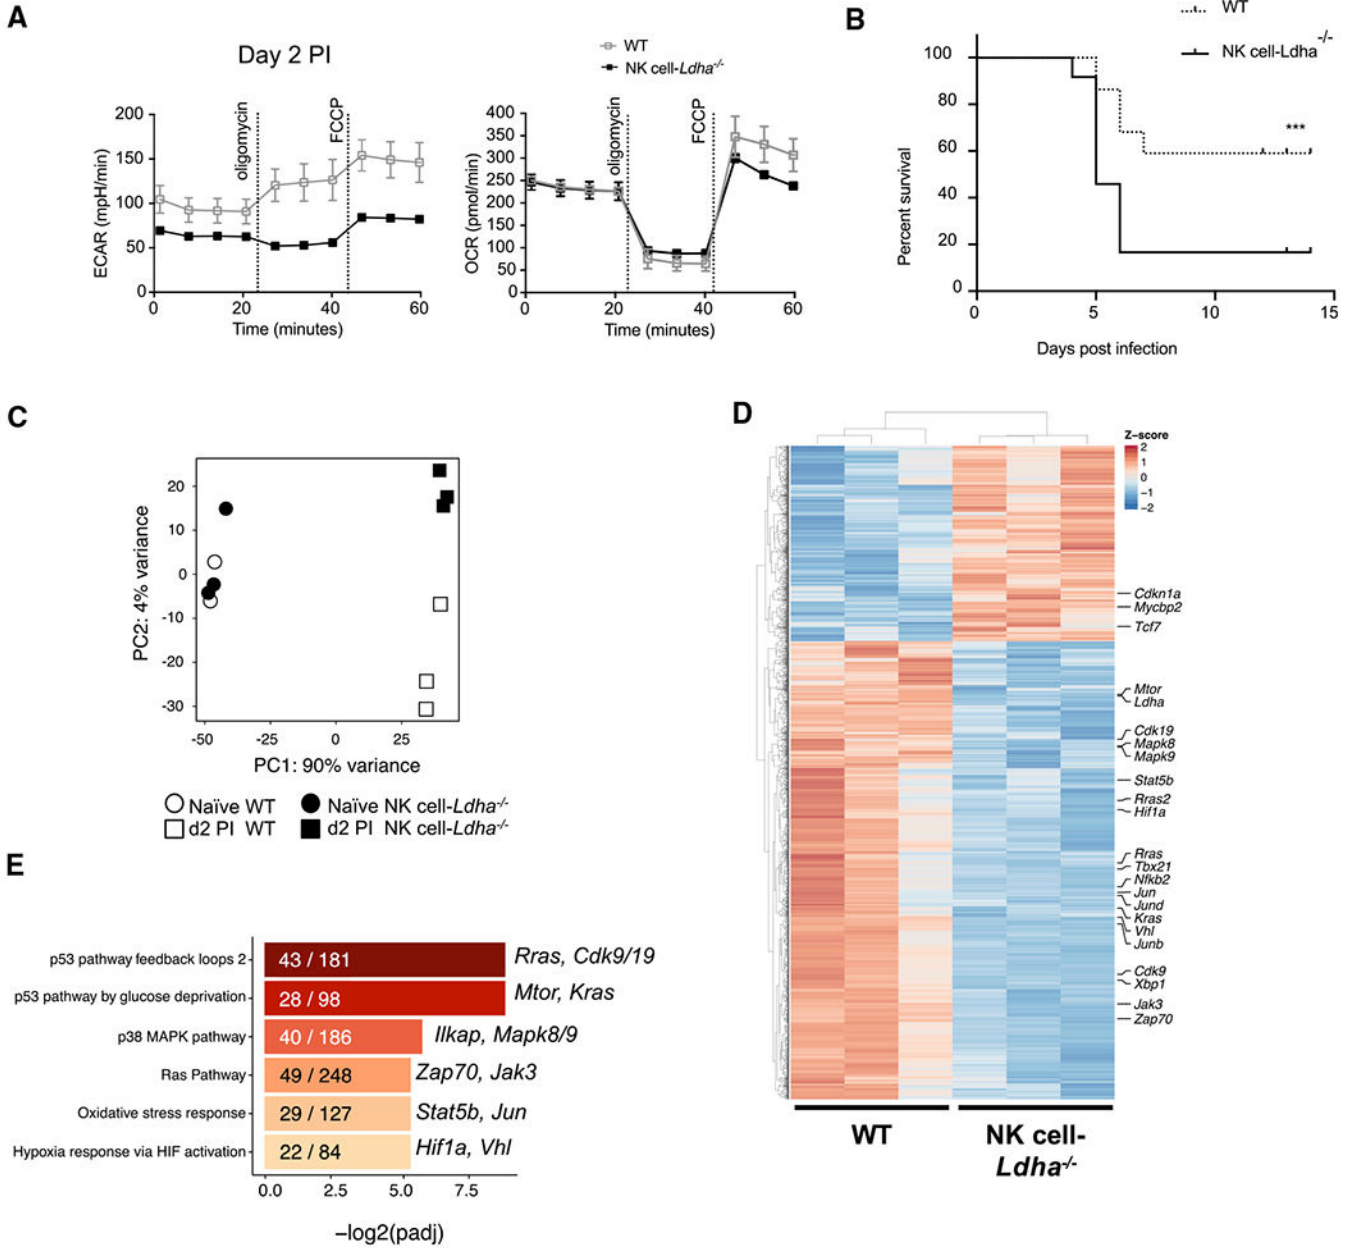 A
Day 2 PI
WT
NK cell-Ldha-/-
ECAR (mpH/min)
200
150
100
50
0
oligomycin
FCCP
0
20
40
60
Time (minutes)
OCR (pmol/min)
400
350
300
250
200
150
100
50
0
oligomycin
FCCP
0
20
40
60
Time (minutes)
B
WT
NK cell-Ldha-/-
Percent survival
100
80
60
40
20
0
***
0
5
10
15
Days post infection
C
PC2: 4% variance
20
10
0
-10
-20
-30
-50
-25
0
25
PC1: 90% variance
Naïve WT
Naïve NK cell-Ldha-/-
d2 PI WT
d2 PI NK cell-Ldha-/-
D
Z-score
2
1
0
-1
-2
Cdkn1a
Mycbp2
Tcf7
Mtor
Ldha
Cdk19
Mapk8
Mapk9
Stat5b
Rras2
Hif1a
Rras
Tbx21
Nfkb2
Jun
Jund
Kras
Vhl
Junb
Cdk9
Xbp1
Jak3
Zap70
WT
NK cell-
Ldha-/-
E
p53 pathway feedback loops 2
43 / 181
Rras, Cdk9/19
p53 pathway by glucose deprivation
28 / 98
Mtor, Kras
p38 MAPK pathway
40 / 186
Ilkap, Mapk8/9
Ras Pathway
49 / 248
Zap70, Jak3
Oxidative stress response
29 / 127
Stat5b, Jun
Hypoxia response via HIF activation
22 / 84
Hif1a, Vhl
0.0
2.5
5.0
7.5
−log2(padj)